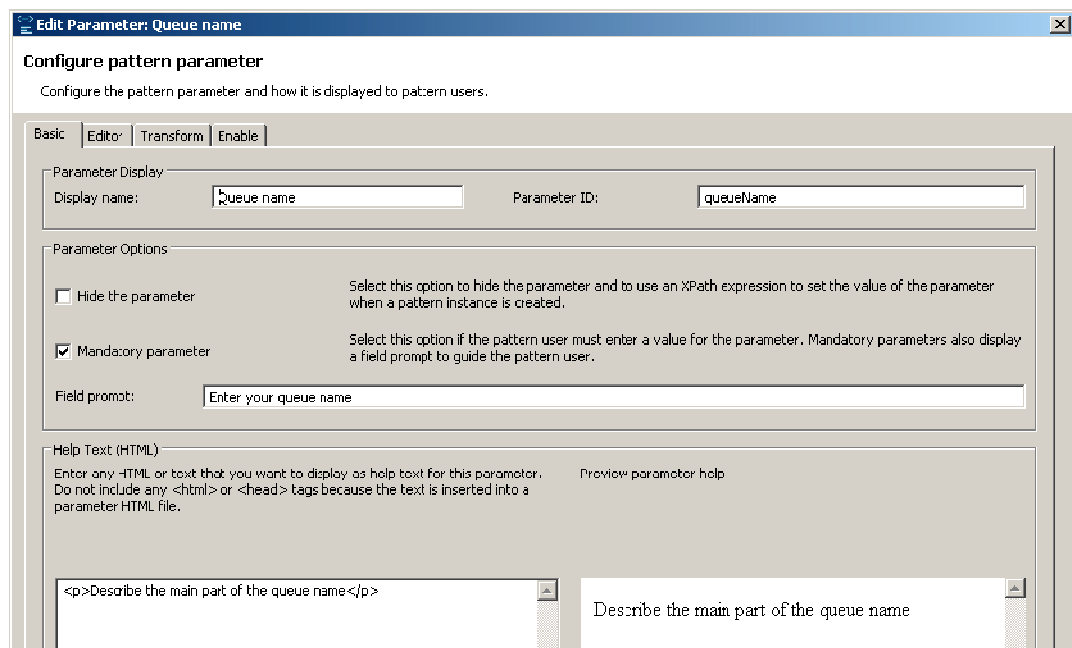 Edit Parameter: Queue name
Configure pattern parameter
Configure the pattern parameter and how it is displayed to pattern users.
Basic Editor Transform Enable
Parameter Display
Display name: Queue name Parameter ID: queueName
Parameter Options
Hide the parameter
Select this option to hide the parameter and to use an XPath expression to set the value of the parameter
when a pattern instance is created.
Mandatory parameter
Select this option if the pattern user must enter a value for the parameter. Mandatory parameters also display
a field prompt to guide the pattern user.
Field prompt: Enter your queue name
Help Text (HTML)
Enter any HTML or text that you want to display as help text for this parameter.
Do not include any <html> or <head> tags because the text is inserted into a
parameter HTML file.
Preview parameter help
<p>Describe the main part of the queue name</p>
Describe the main part of the queue name